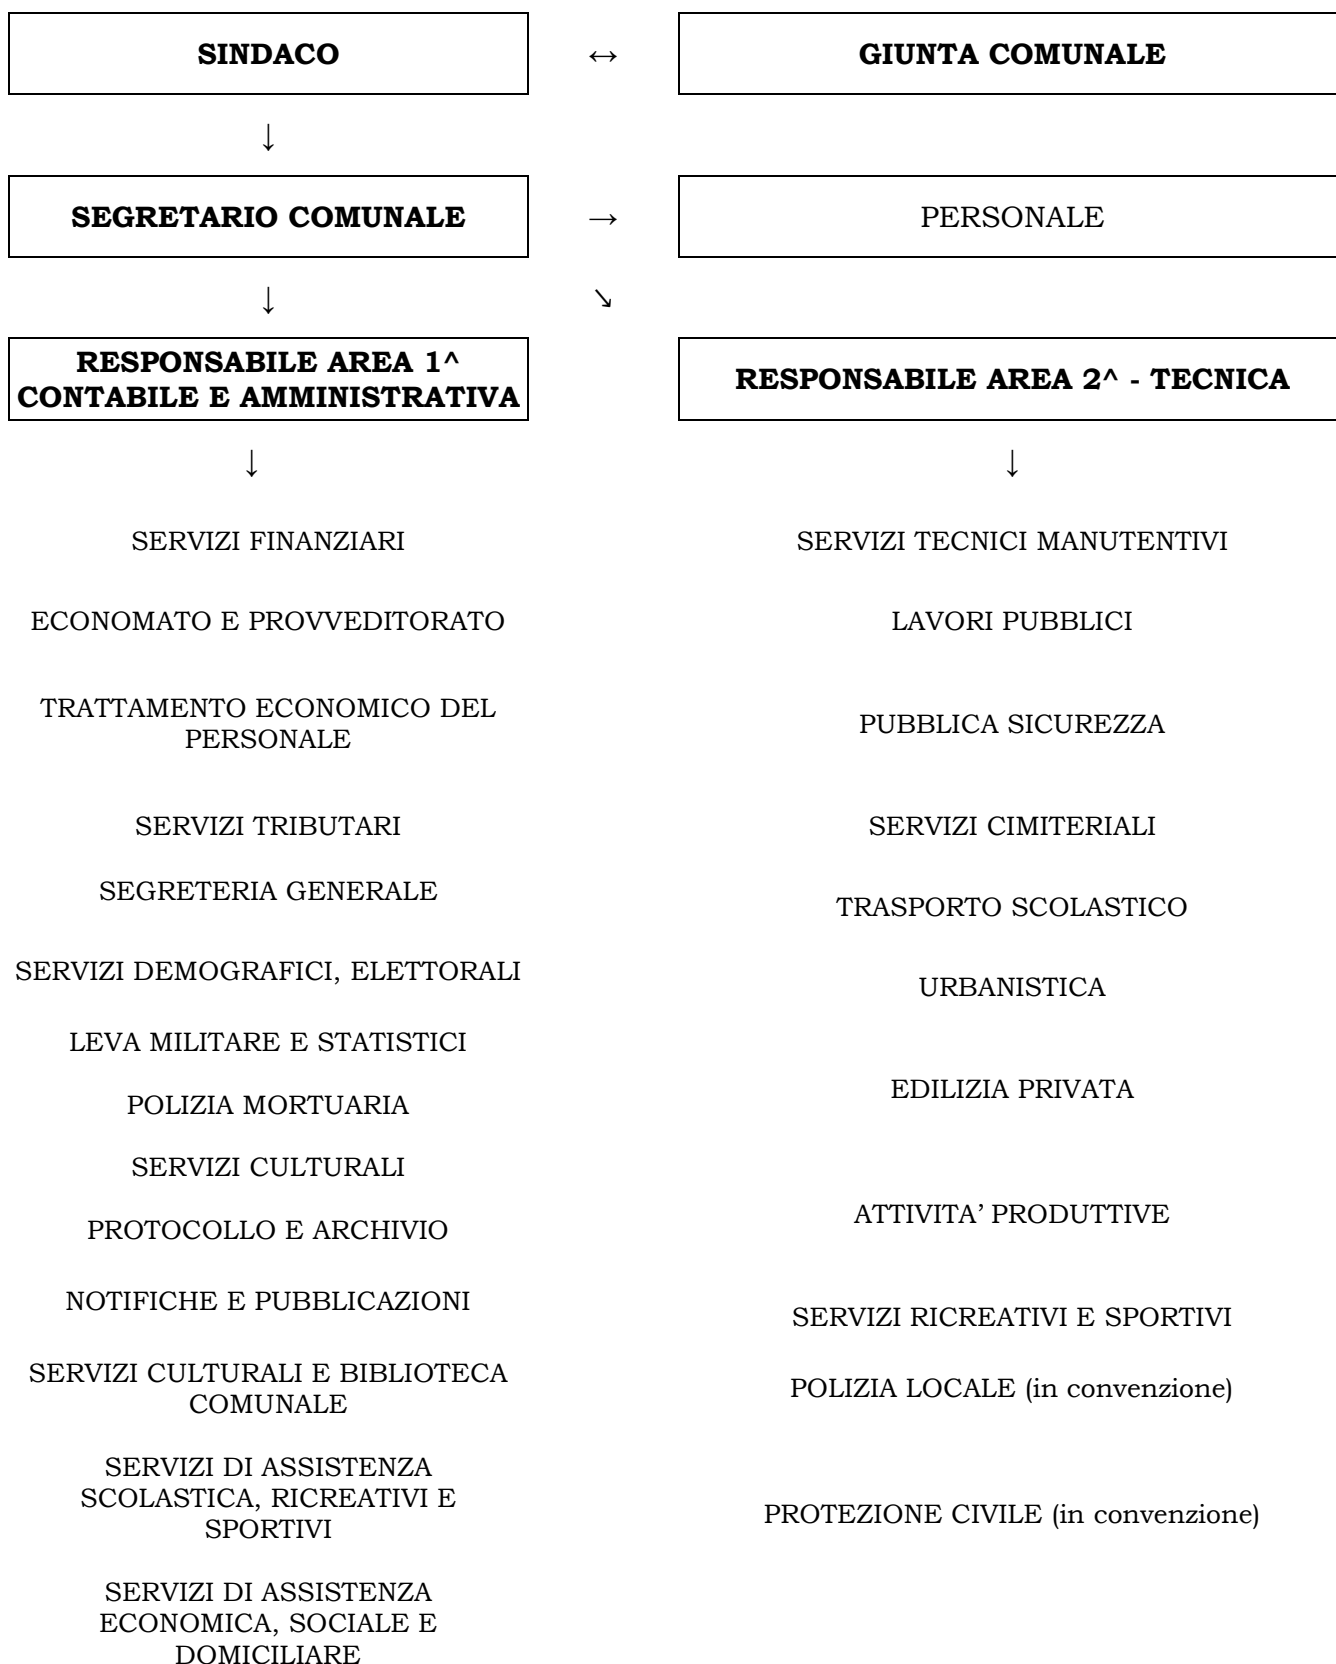 SINDACO
↔
GIUNTA COMUNALE
↓
SEGRETARIO COMUNALE
→
PERSONALE
↓
↘
RESPONSABILE AREA 1^
CONTABILE E AMMINISTRATIVA
RESPONSABILE AREA 2^ - TECNICA
↓
↓
SERVIZI FINANZIARI
ECONOMATO E PROVVEDITORATO
TRATTAMENTO ECONOMICO DEL
PERSONALE
SERVIZI TRIBUTARI
SEGRETERIA GENERALE
SERVIZI DEMOGRAFICI, ELETTORALI
LEVA MILITARE E STATISTICI
POLIZIA MORTUARIA
SERVIZI CULTURALI
PROTOCOLLO E ARCHIVIO
NOTIFICHE E PUBBLICAZIONI
SERVIZI CULTURALI E BIBLIOTECA
COMUNALE
SERVIZI DI ASSISTENZA
SCOLASTICA, RICREATIVI E
SPORTIVI
SERVIZI DI ASSISTENZA
ECONOMICA, SOCIALE E
DOMICILIARE
SERVIZI TECNICI MANUTENTIVI
LAVORI PUBBLICI
PUBBLICA SICUREZZA
SERVIZI CIMITERIALI
TRASPORTO SCOLASTICO
URBANISTICA
EDILIZIA PRIVATA
ATTIVITA’ PRODUTTIVE
SERVIZI RICREATIVI E SPORTIVI
POLIZIA LOCALE (in convenzione)
PROTEZIONE CIVILE (in convenzione)